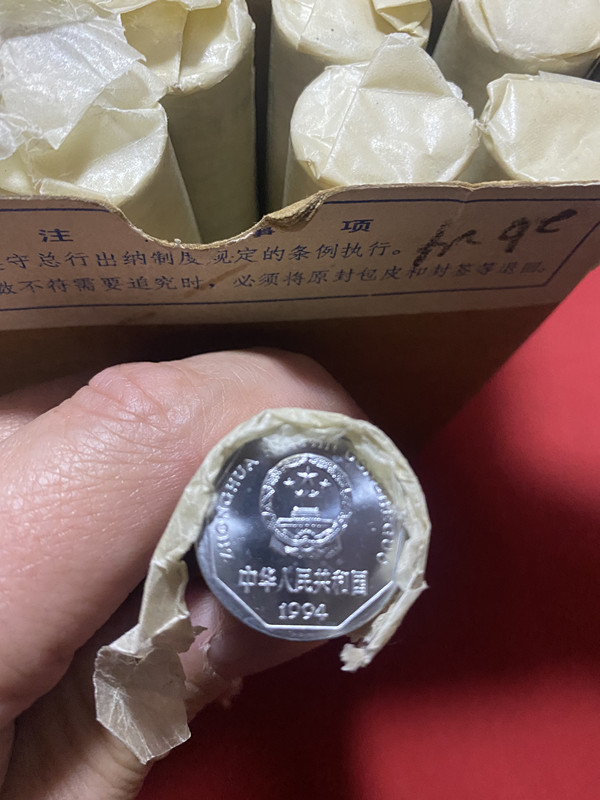 注 事 项
守总行出纳制度规定的条例执行。
不符需要追究时，必须将原封包皮和封签等退回。
ZHONGHUA GONGHEGUO
中华人民共和国
1994